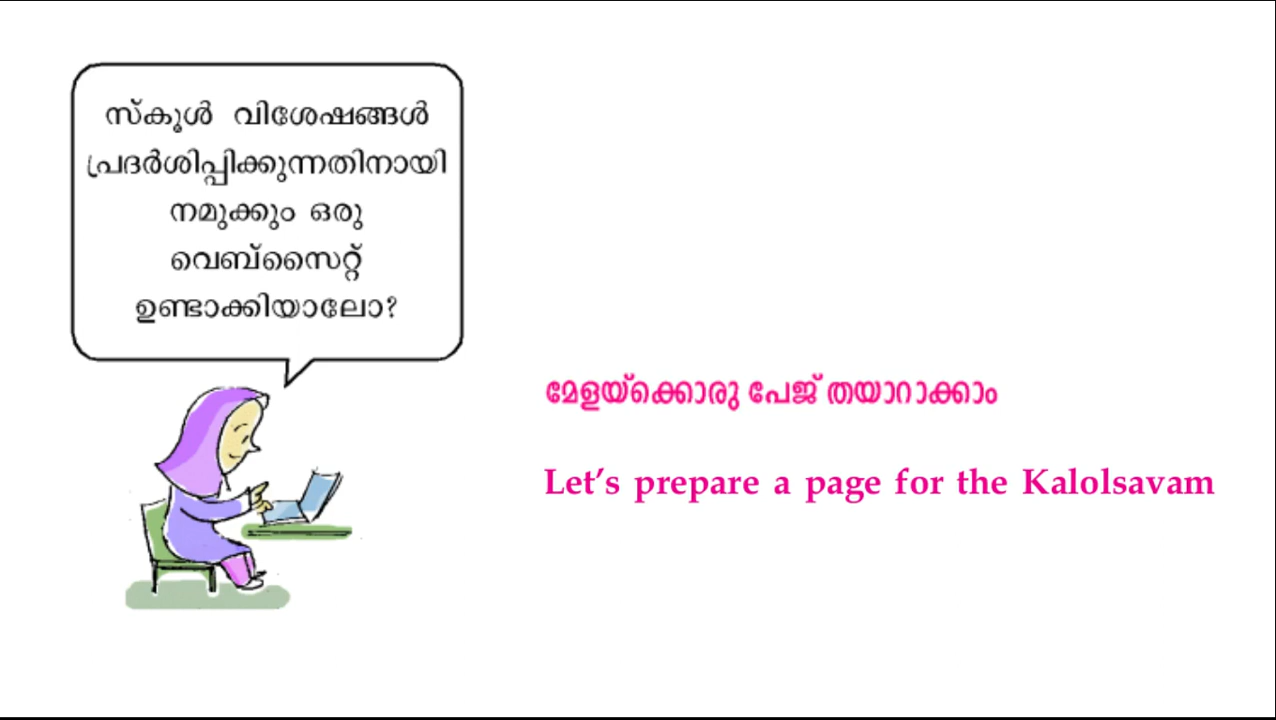 സ്കൂൾ വിശേഷങ്ങൾ
പ്രദർശിപ്പിക്കുന്നതിനായി
നമുക്കും ഒരു
വെബ്സൈറ്റ്
ഉണ്ടാക്കിയാലോ?
മേളയ്ക്കൊരു പേജ് തയാറാക്കാം
Let's prepare a page for the Kalolsavam